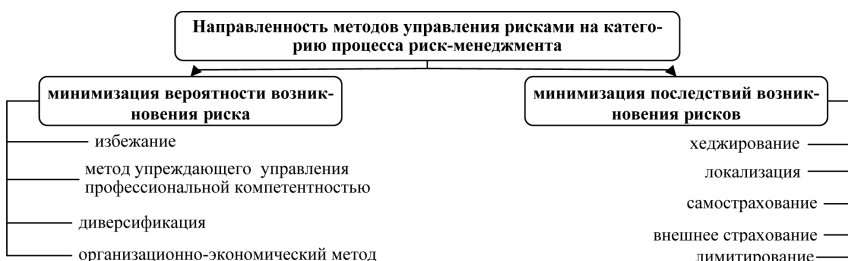 Направленность методов управления рисками на катего-
рию процесса риск-менеджмента
минимизация вероятности возник-
новения риска
избежание
метод упреждающего управления
профессиональной компетентностью
диверсификация
организационно-экономический метод
минимизация последствий возник-
новения рисков
хеджирование
локализация
самострахование
внешнее страхование
лимитирование